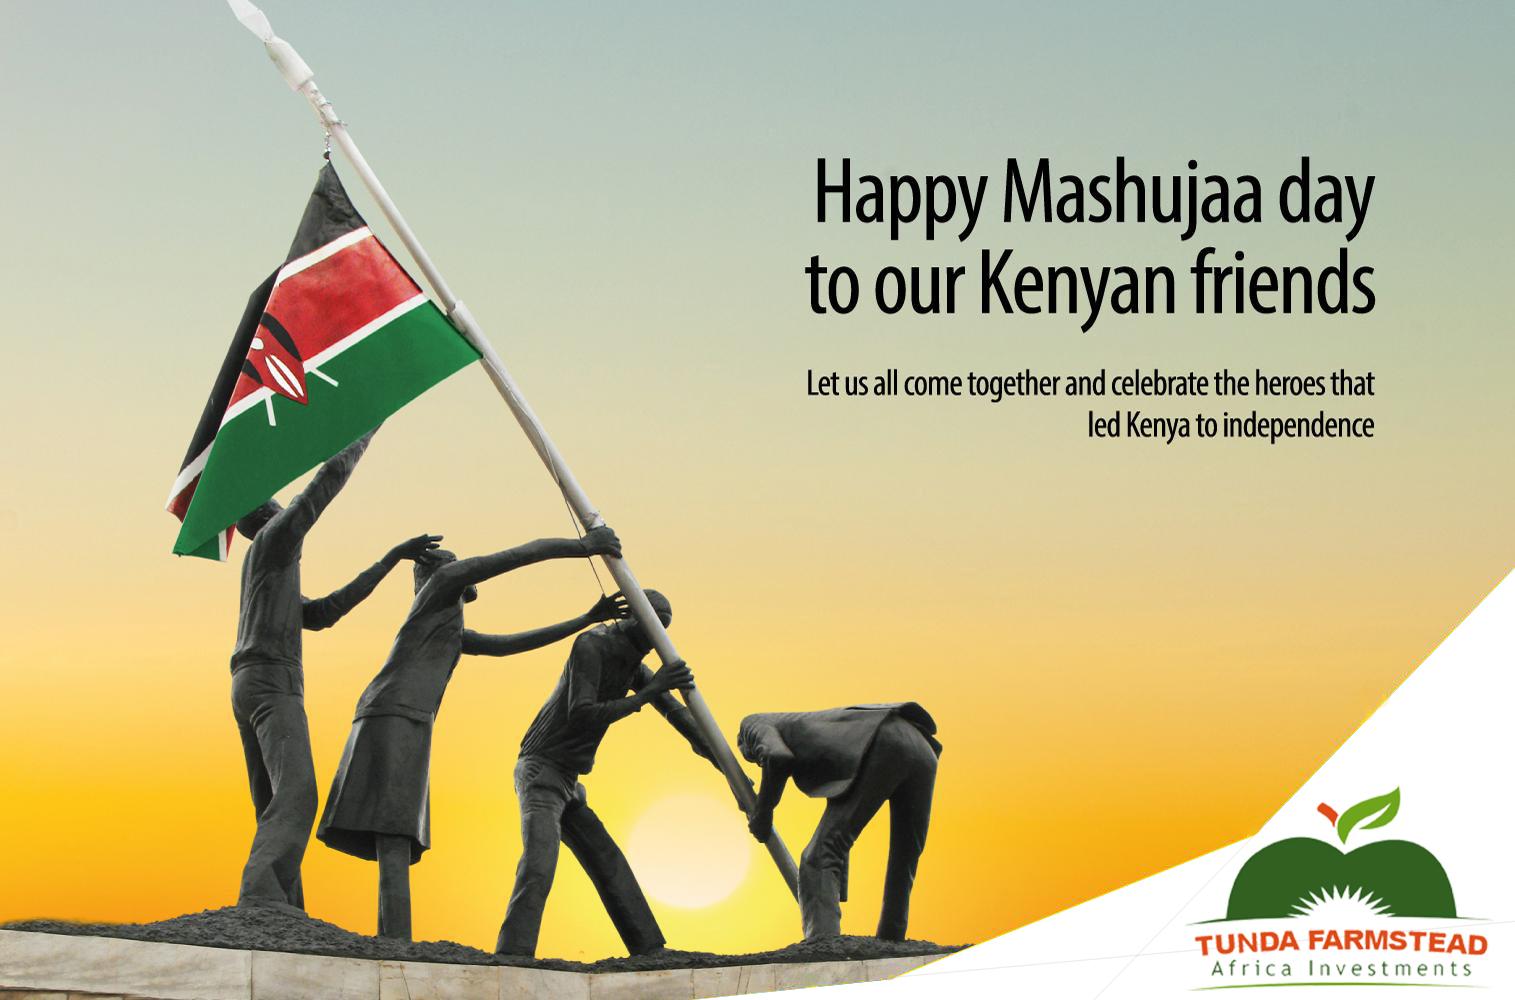 Happy Mashujaa day
to our Kenyan friends
Let us all come together and celebrate the heroes that
led Kenya to independence
TUNDA FARMSTEAD
Africa Investments